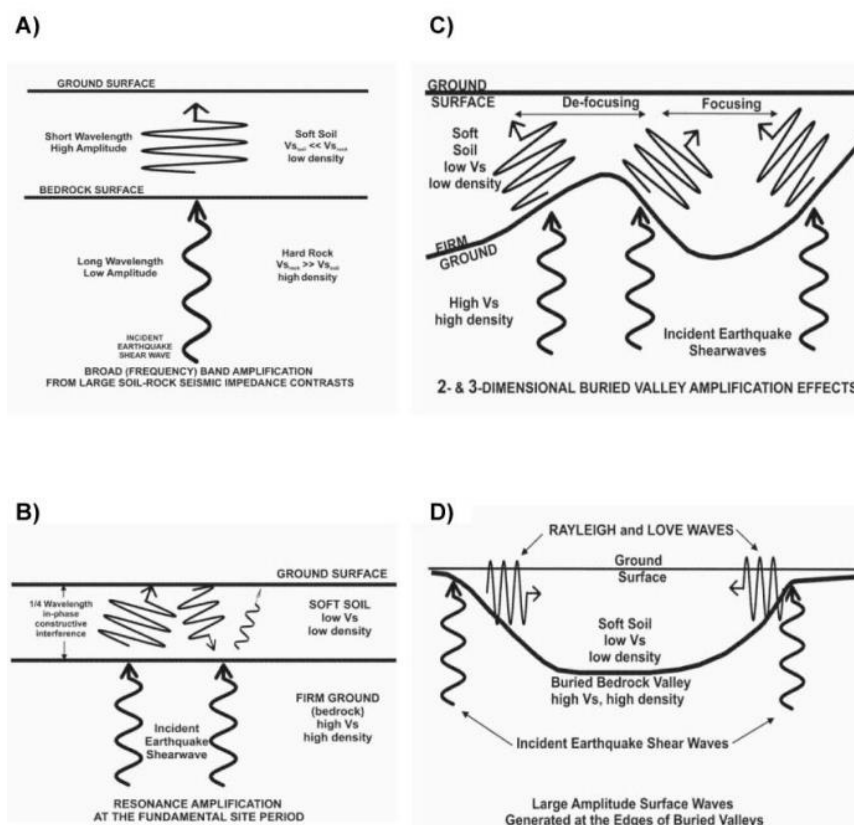 A)
GROUND SURFACE
Short Wavelength
High Amplitude
Soft Soil
Vs_soil << Vs_rock
low density
BEDROCK SURFACE
Long Wavelength
Low Amplitude
Hard Rock
Vs_rock >> Vs_soil
high density
INCIDENT
EARTHQUAKE
SHEAR WAVE
BROAD (FREQUENCY) BAND AMPLIFICATION
FROM LARGE SOIL-ROCK SEISMIC IMPEDANCE CONTRASTS
C)
GROUND
SURFACE
De-focusing
Focusing
Soft
Soil
low Vs
low density
FIRM
GROUND
High Vs
high density
Incident Earthquake
Shearwaves
2- & 3-DIMENSIONAL BURIED VALLEY AMPLIFICATION EFFECTS
B)
GROUND SURFACE
1/4 Wavelength
in-phase
constructive
interference
SOFT SOIL
low Vs
low density
FIRM GROUND
(bedrock)
high Vs
high density
Incident
Earthquake
Shearwave
RESONANCE AMPLIFICATION
AT THE FUNDAMENTAL SITE PERIOD
D)
RAYLEIGH and LOVE WAVES
Ground
Surface
Soft Soil
low Vs
low density
Buried Bedrock Valley
high Vs, high density
Incident Earthquake Shear Waves
Large Amplitude Surface Waves
Generated at the Edges of Buried Valleys